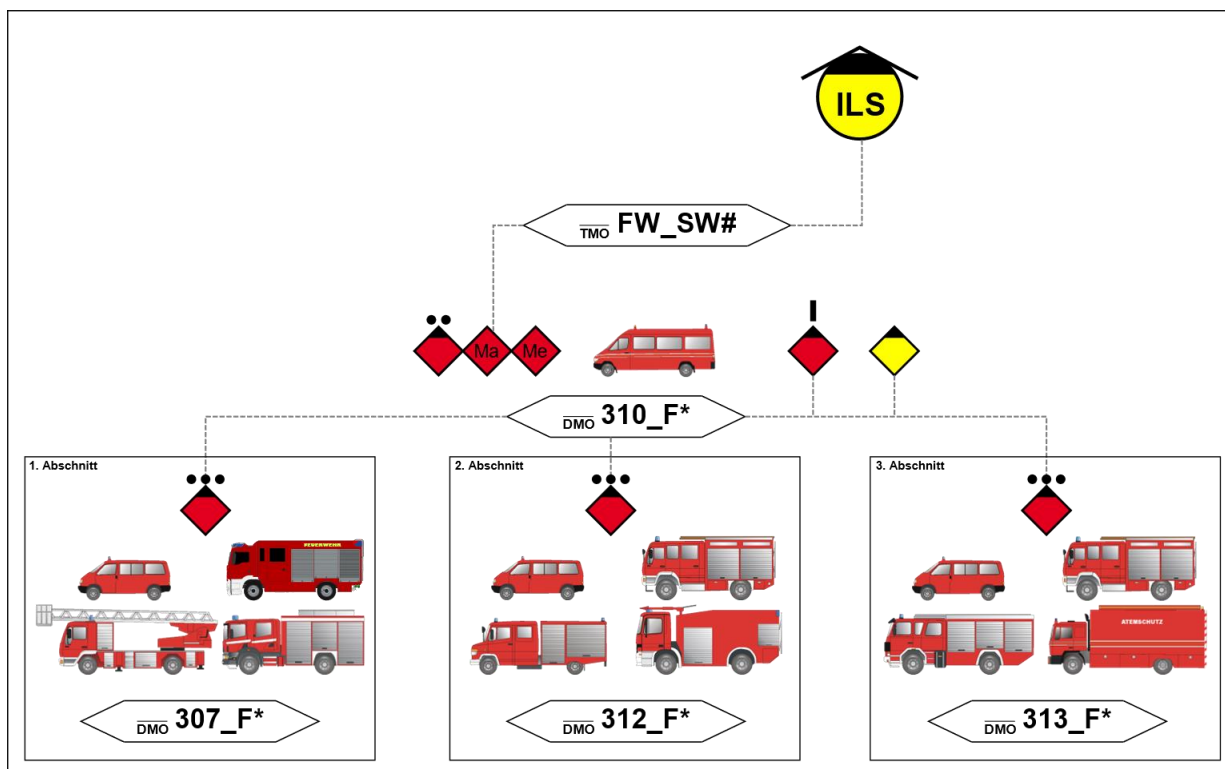 ILS
TMO FW_SW#
Ma Me
DMO 310_F*
1. Abschnitt
2. Abschnitt
3. Abschnitt
FEUERWEHR
ATEMSCHUTZ
DMO 307_F*
DMO 312_F*
DMO 313_F*